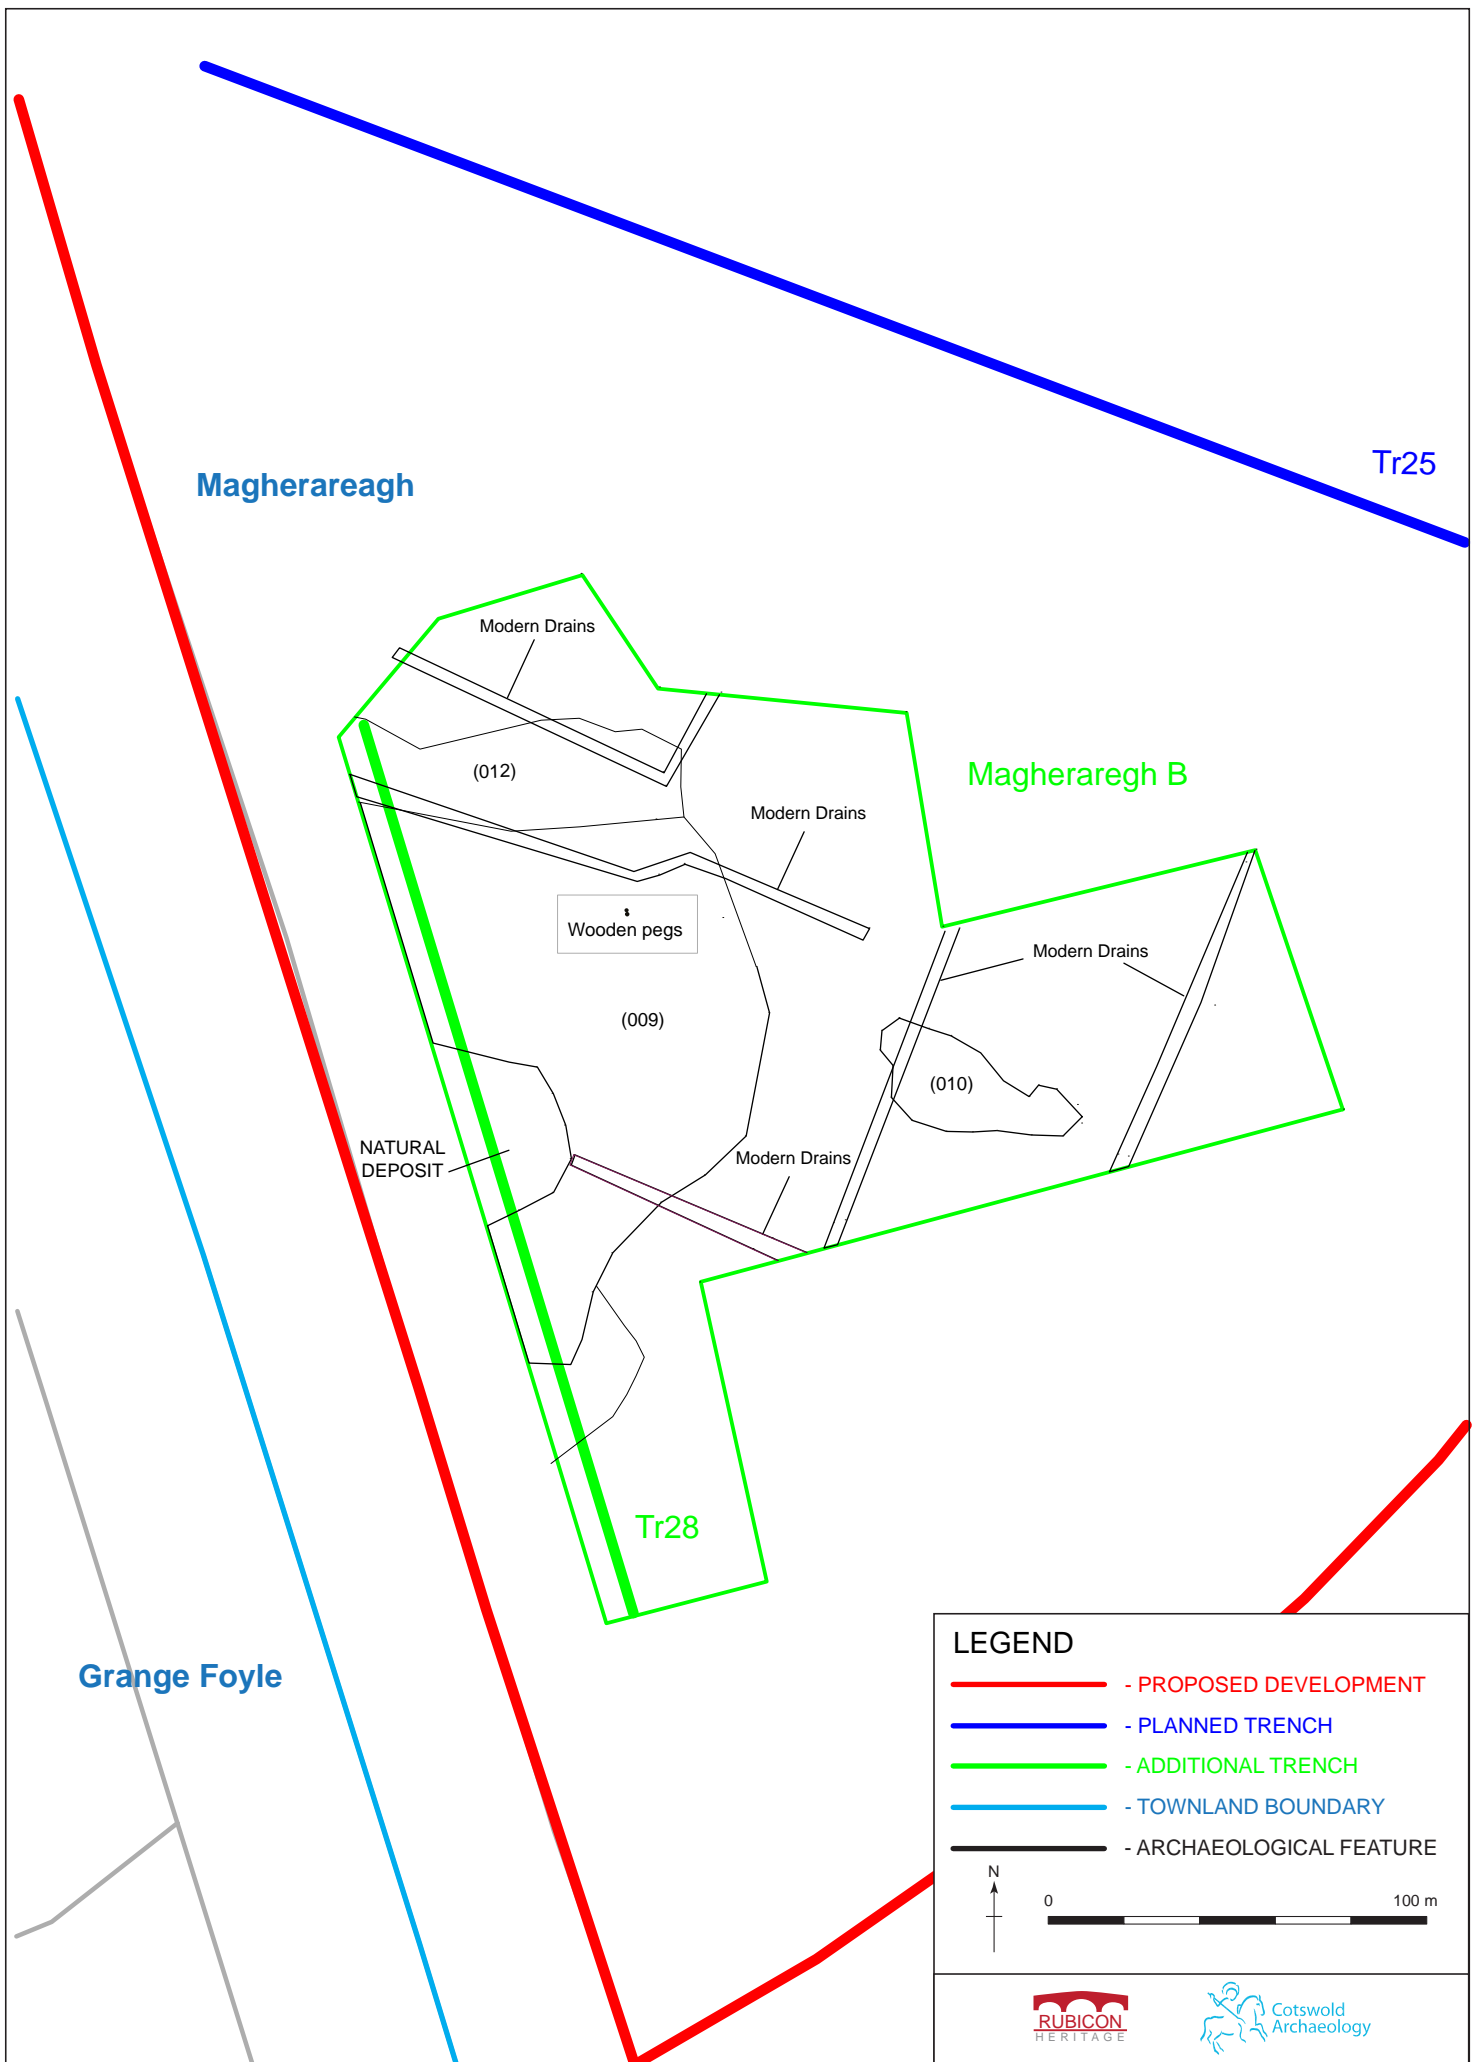 Tr25
Magherareagh
Modern Drains
(012)
Magheraregh B
Modern Drains
Wooden pegs
Modern Drains
(009)
(010)
NATURAL
DEPOSIT
Modern Drains
Tr28
Grange Foyle
LEGEND
- PROPOSED DEVELOPMENT
- PLANNED TRENCH
- ADDITIONAL TRENCH
- TOWNLAND BOUNDARY
- ARCHAEOLOGICAL FEATURE
N
0 100 m
RUBICON
HERITAGE
Cotswold
Archaeology